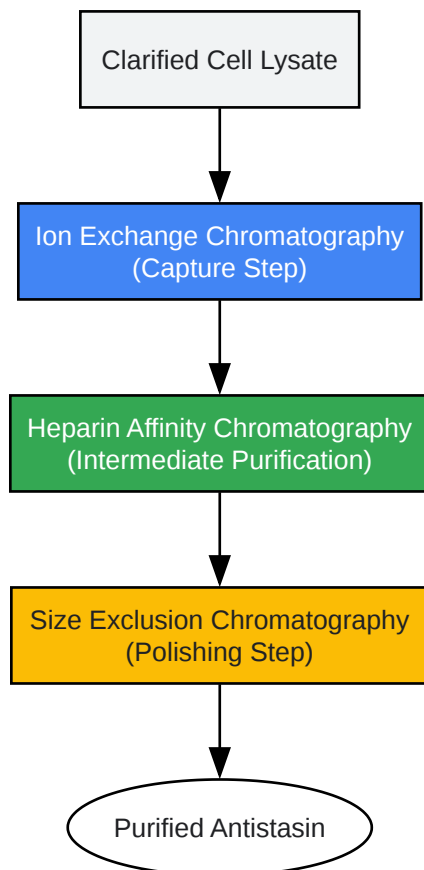 Clarified Cell Lysate
Ion Exchange Chromatography
(Capture Step)
Heparin Affinity Chromatography
(Intermediate Purification)
Size Exclusion Chromatography
(Polishing Step)
Purified Antistasin